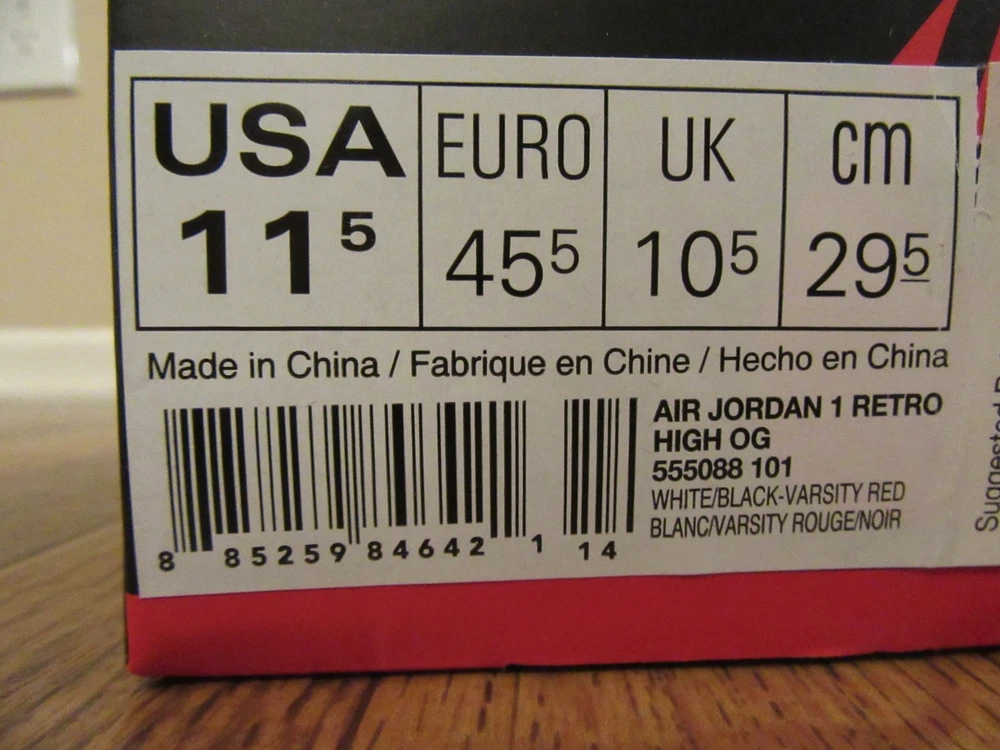 USA EURO UK cm
11⁵ 45⁵ 10⁵ 29⁵
Made in China / Fabrique en Chine / Hecho en China
AIR JORDAN 1 RETRO
HIGH OG
555088 101
WHITE/BLACK-VARSITY RED
BLANC/VARSITY ROUGE/NOIR
8 85259 84642 1 14
Suggested